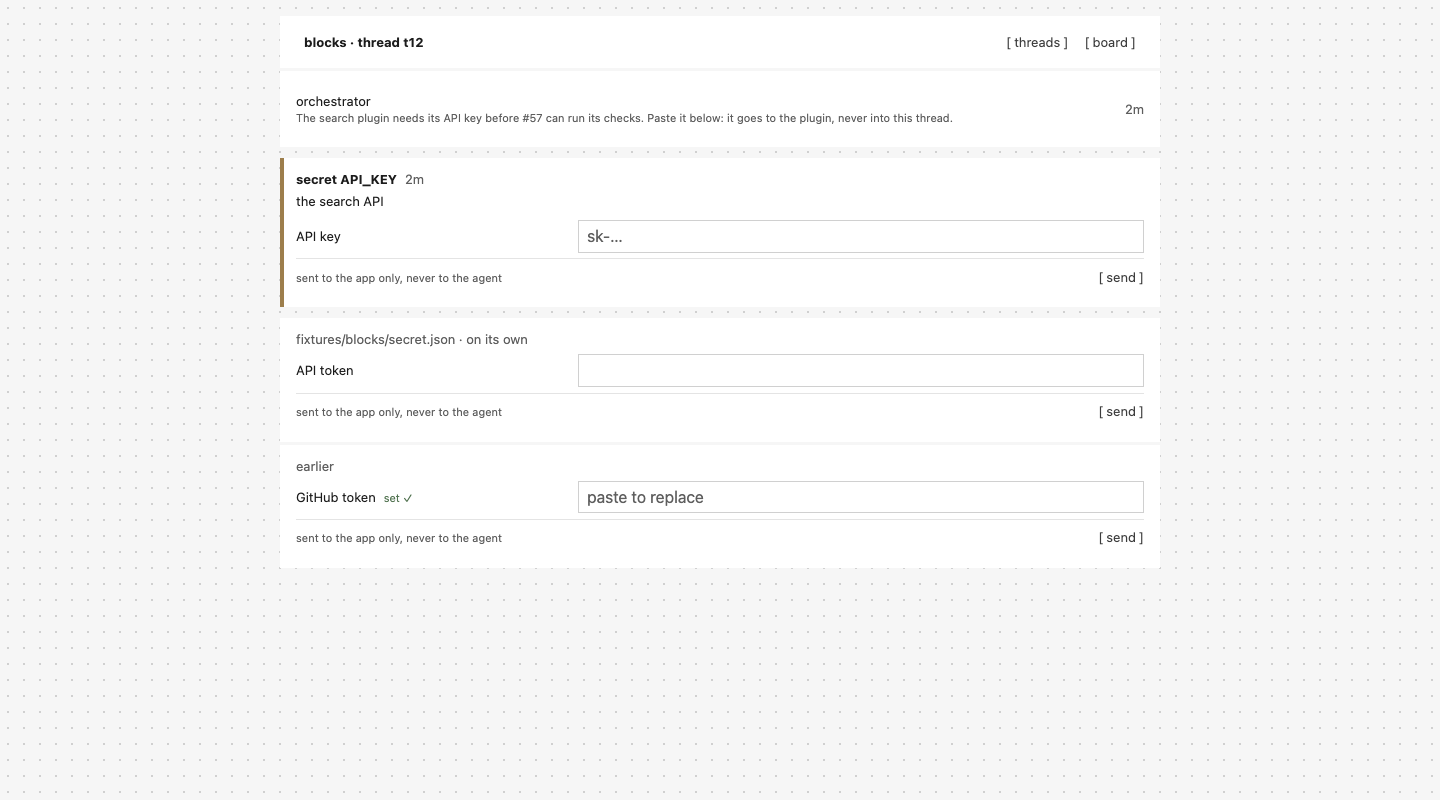 blocks · thread t12 [ threads ] [ board ]
orchestrator
The search plugin needs its API key before #57 can run its checks. Paste it below: it goes to the plugin, never into this thread. 2m
secret API_KEY 2m
the search API
API key sk-...
sent to the app only, never to the agent [ send ]
fixtures/blocks/secret.json · on its own
API token
sent to the app only, never to the agent [ send ]
earlier
GitHub token set ✓ paste to replace
sent to the app only, never to the agent [ send ]